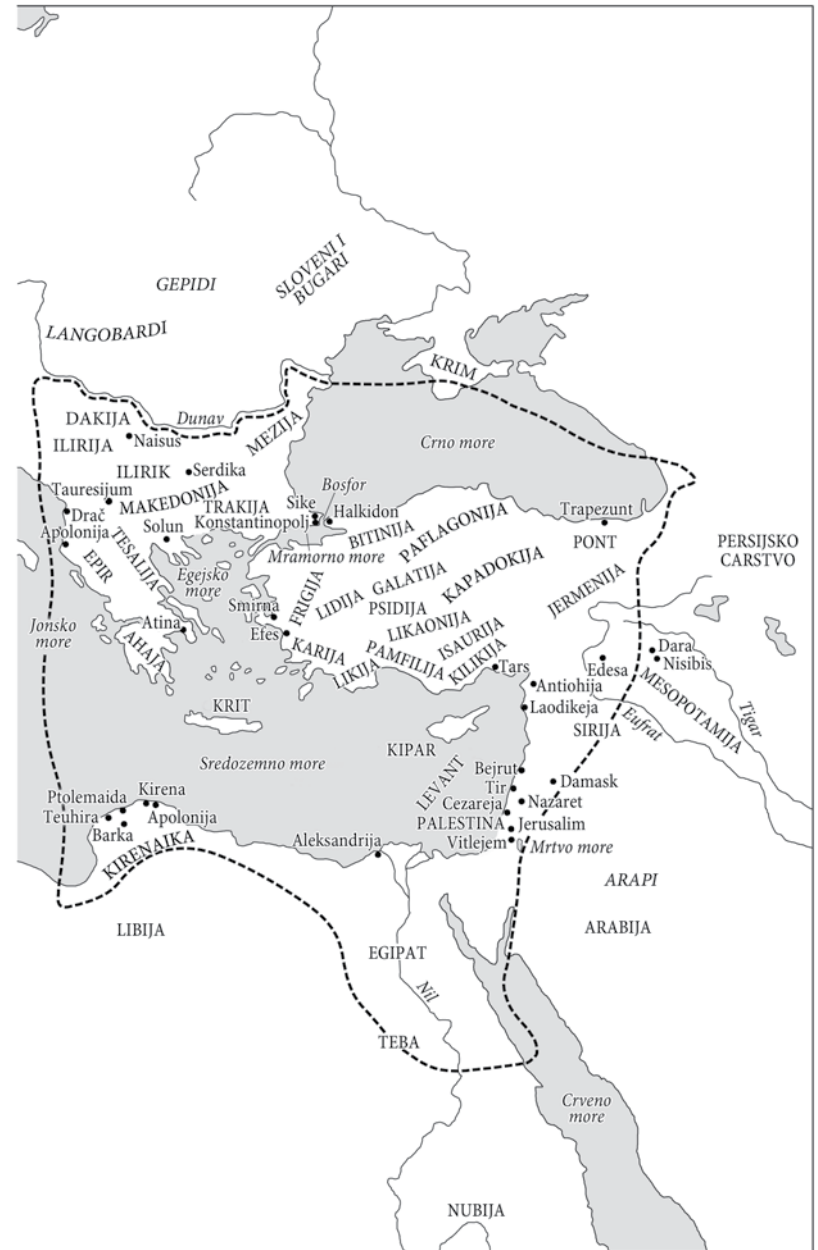 SLOVENI I
BUGARI
GEPIDI
LANGOBARDI
KRIM
DAKIJA
Dunav
MEZIJA
ILIRIJA
Naisus
Crno more
ILIRIK
Serdika
Bosfor
Tauresijum
MAKEDONIJA
Drač
TRAKIJA
Sike
Halkidon
Trapezunt
Apolonija
Solun
Konstantinopolj
BITINIJA
PAFLAGONIJA
PONT
PERSIJSKO
CARSTVO
EPIR
TESALIJA
Mramorno more
Egejsko
more
FRIGIJA
LIDIJA
GALATIJA
KAPADOKIJA
JERMENIJA
Smirna
PSIDIJA
Jonsko
more
Atina
Efes
LIKAONIJA
ISAURIJA
AHAJA
KARIJA
PAMFILIJA
KILIKIJA
LIKIJA
Tars
Edesa
Dara
Nisibis
Antiohija
MESOPOTAMIJA
KRIT
Laodikeja
Eufrat
Tigar
SIRIJA
KIPAR
Sredozemno more
LEVANT
Bejrut
Damask
Tir
Ptolemaida
Kirena
Cezareja
Nazaret
Teuhira
Apolonija
PALESTINA
Jerusalim
Barka
KIRENAIKA
Aleksandrija
Vitlejem
Mrtvo more
ARAPI
LIBIJA
ARABIJA
EGIPAT
Nil
TEBA
Crveno
more
NUBIJA